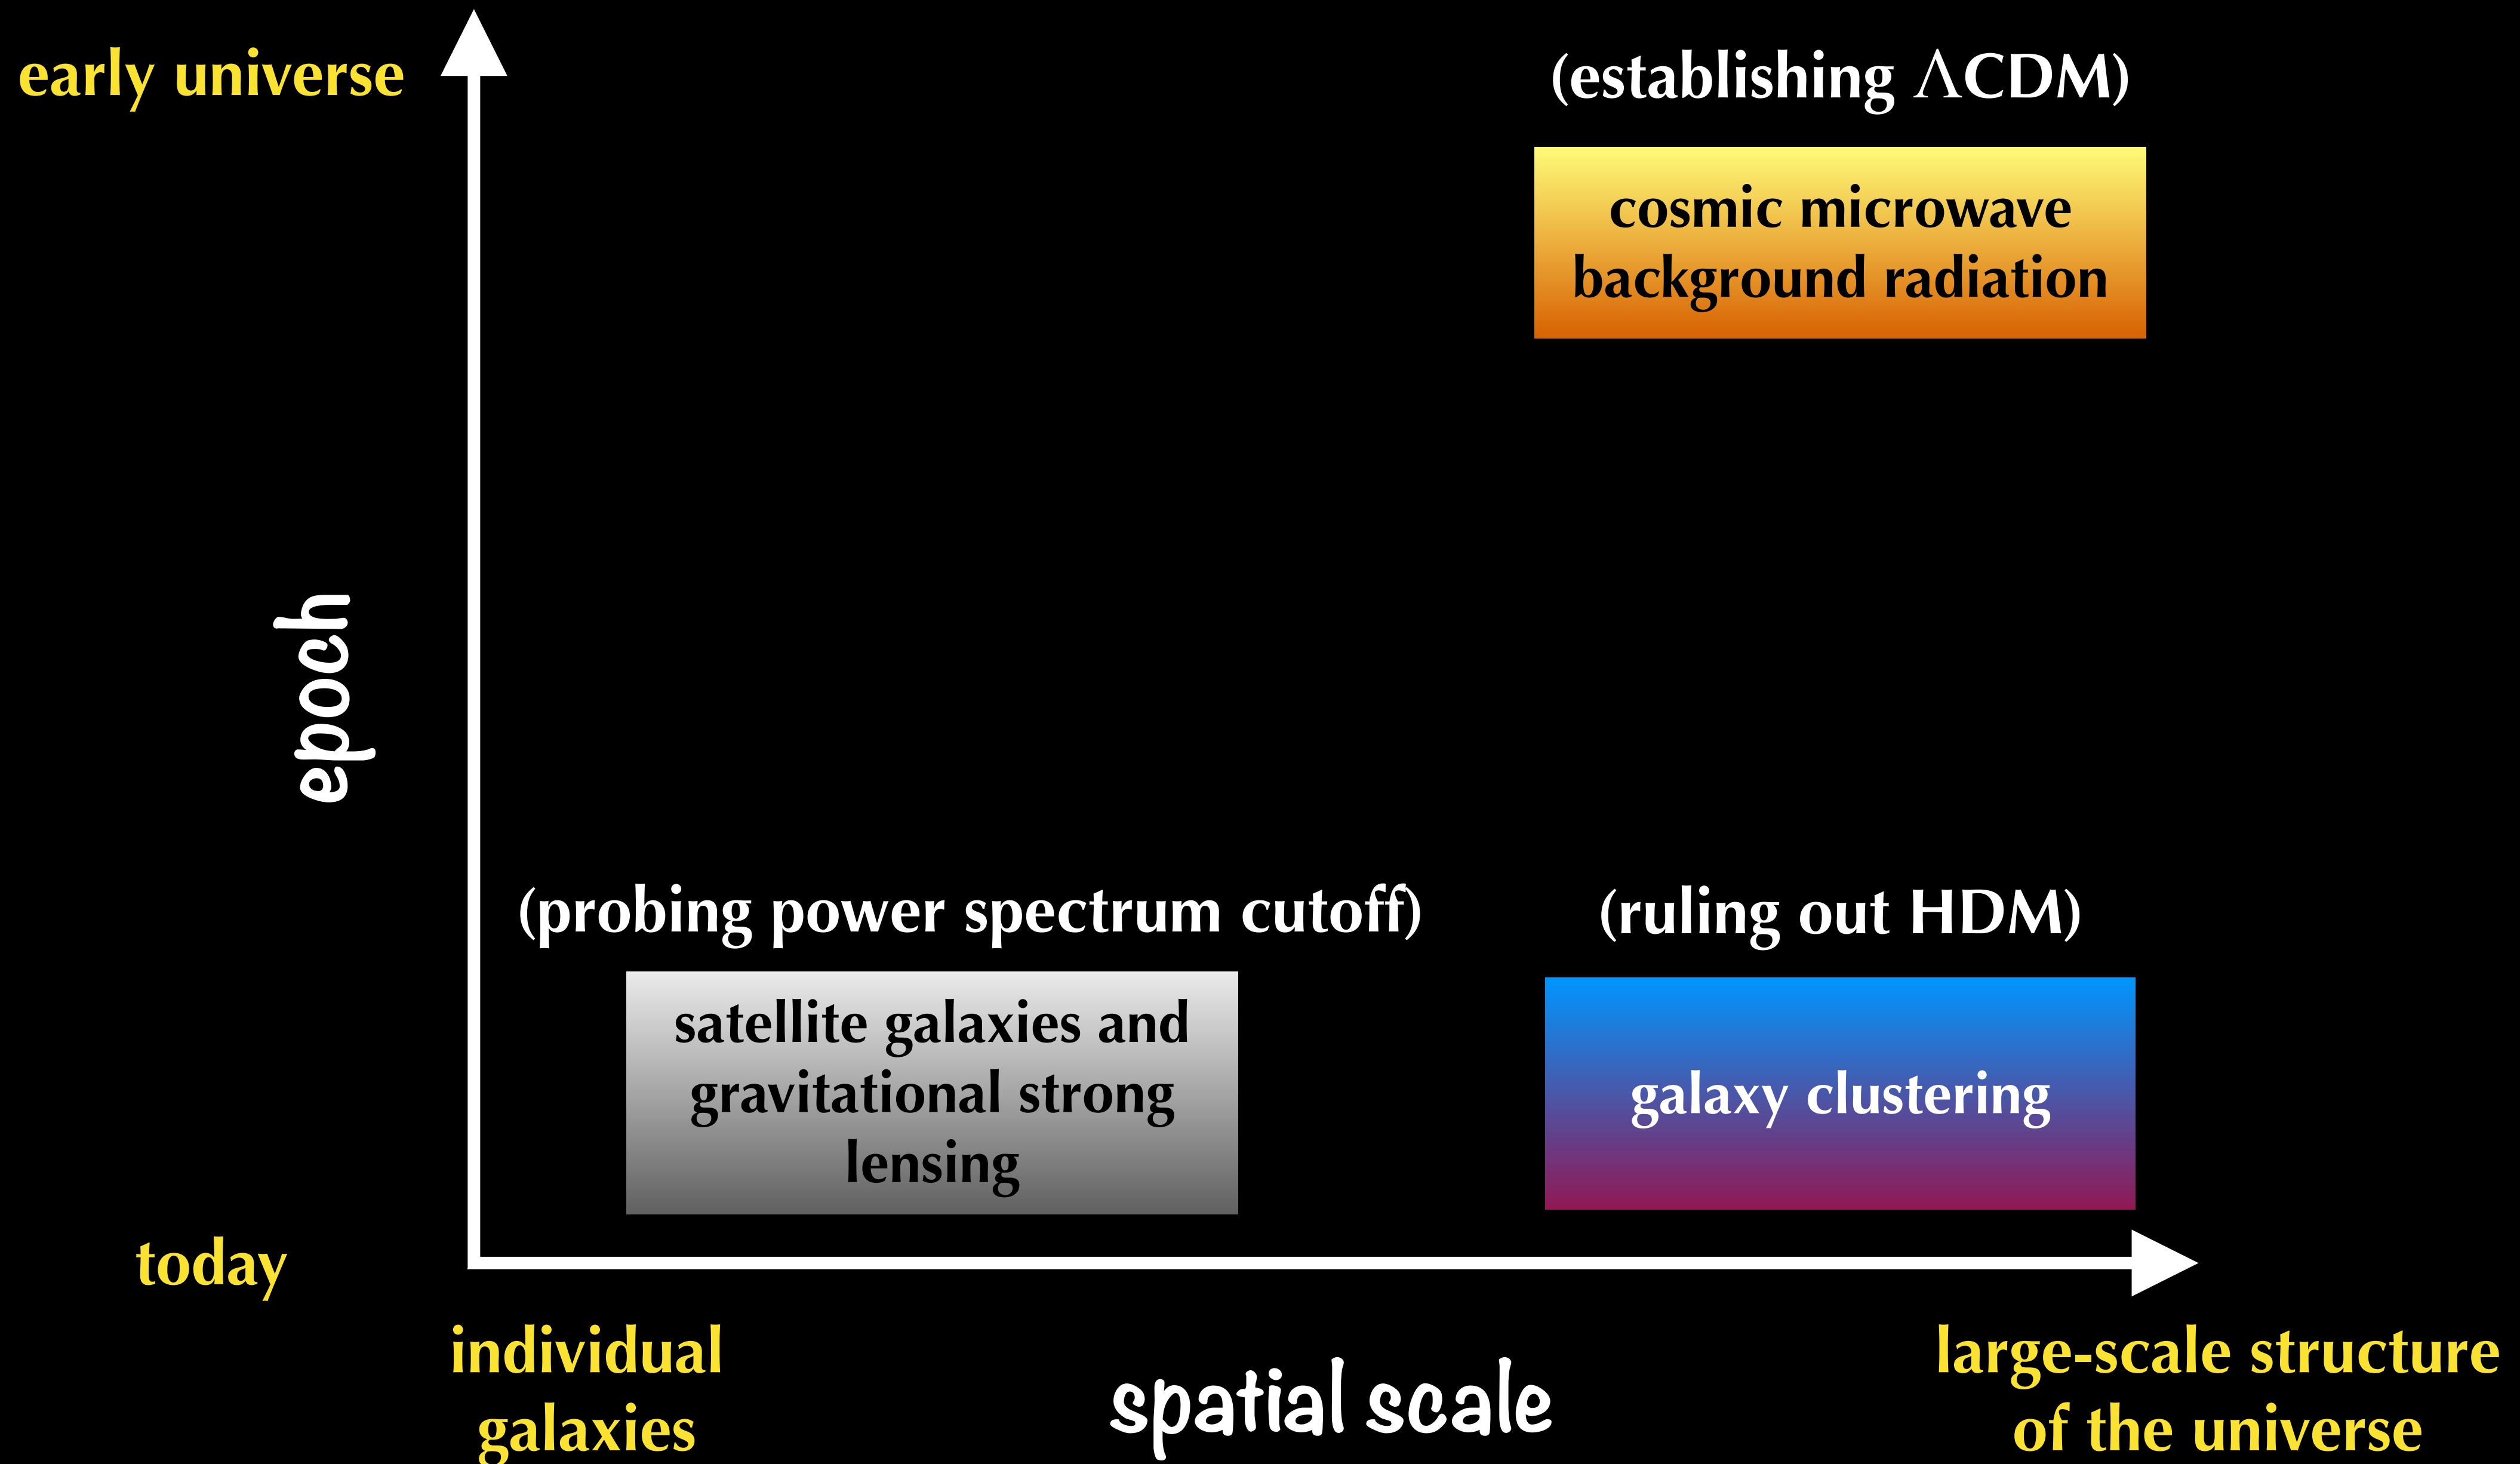 early universe
(establishing ΛCDM)
cosmic microwave
background radiation
epoch
(probing power spectrum cutoff)
(ruling out HDM)
satellite galaxies and
gravitational strong
lensing
galaxy clustering
today
individual
galaxies
spatial scale
large-scale structure
of the universe